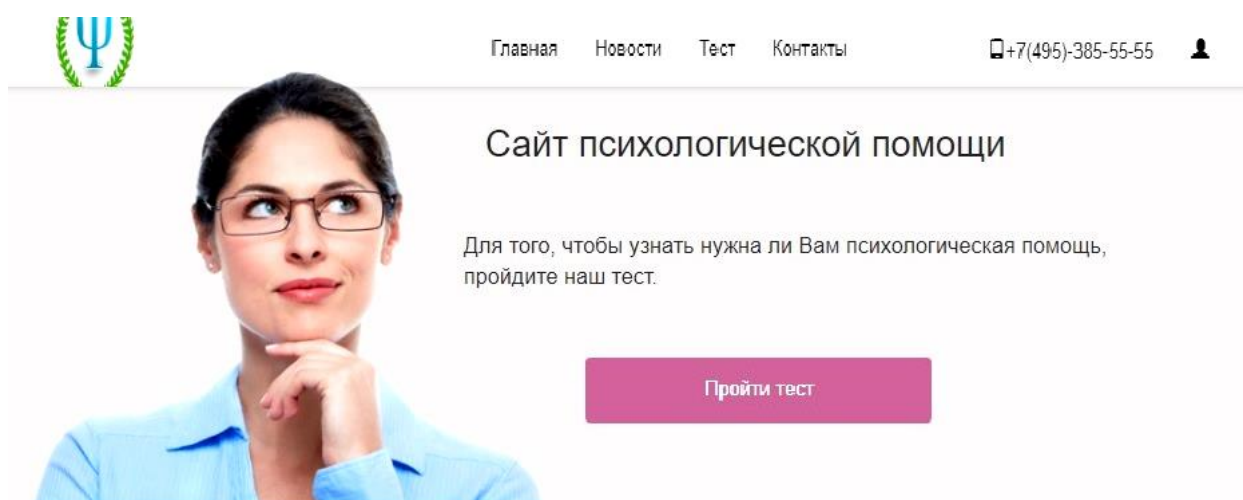 Ψ
Главная Новости Тест Контакты +7(495)-385-55-55
Сайт психологической помощи
Для того, чтобы узнать нужна ли Вам психологическая помощь,
пройдите наш тест.
Пройти тест